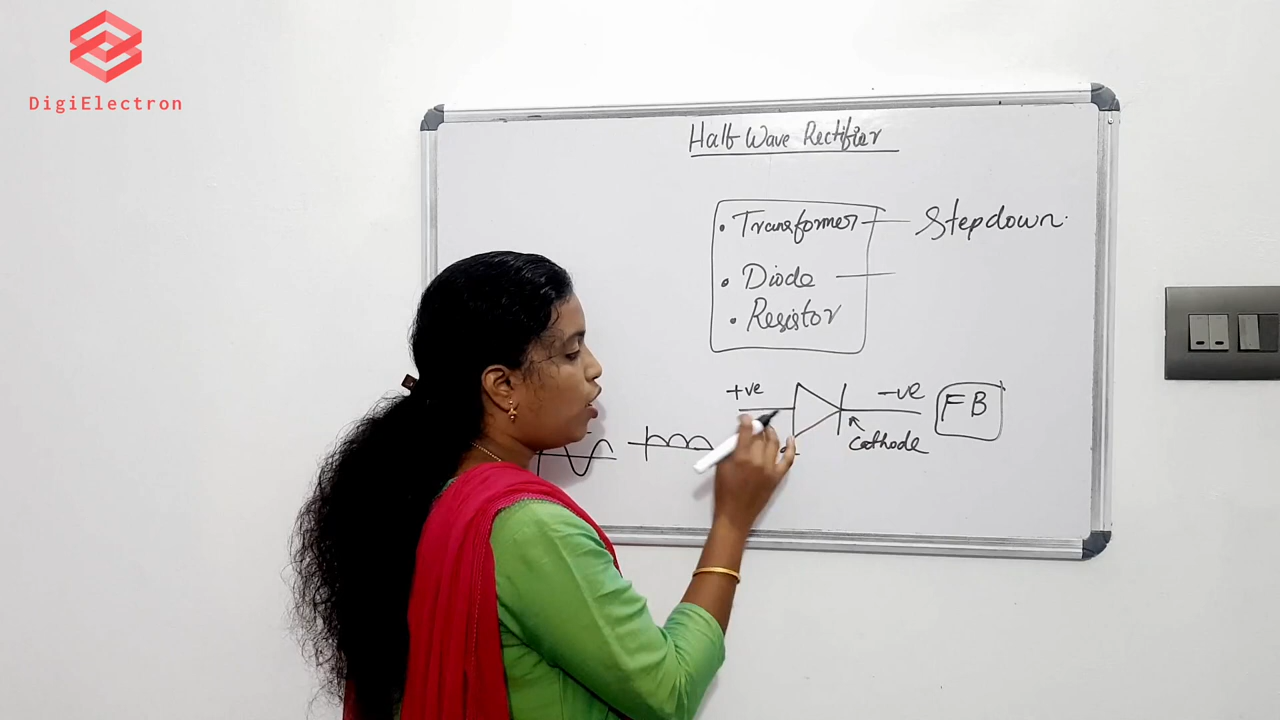 DigiElectron
Half Wave Rectifier
• Transformer — Stepdown.
• Diode —
• Resistor
+ve -ve FB
cathode